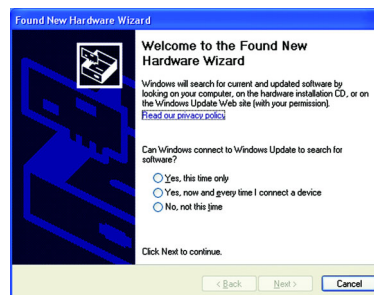 Found New Hardware Wizard
Welcome to the Found New
Hardware Wizard
Windows will search for current and updated software by
looking on your computer, on the hardware installation CD, or on
the Windows Update Web site (with your permission).
Read our privacy policy
Can Windows connect to Windows Update to search for
software?
Yes, this time only
Yes, now and every time I connect a device
No, not this time
Click Next to continue.
< Back
Next >
Cancel